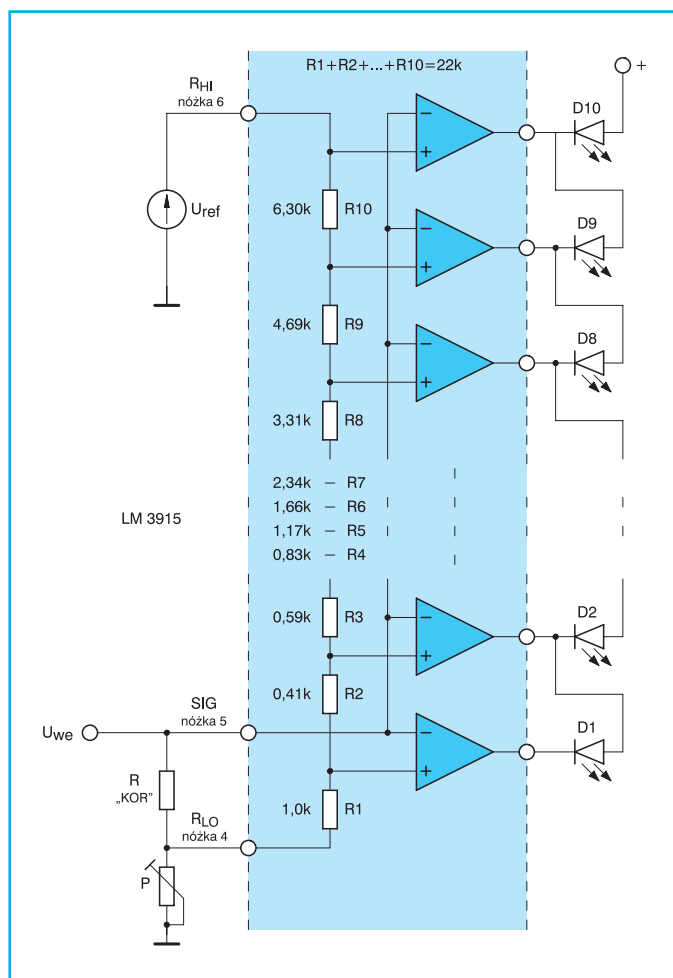 R1+R2+...+R10=22k
+
RHI
nóżka 6
D10
Uref
6,30k R10
D9
4,69k R9
D8
3,31k R8
2,34k – R7
1,66k – R6
1,17k – R5
0,83k – R4
LM 3915
0,59k R3
D2
0,41k R2
SIG
nóżka 5
Uwe
D1
R
„KOR”
1,0k R1
RLO
nóżka 4
P
− +
− +
− +
− +
− +